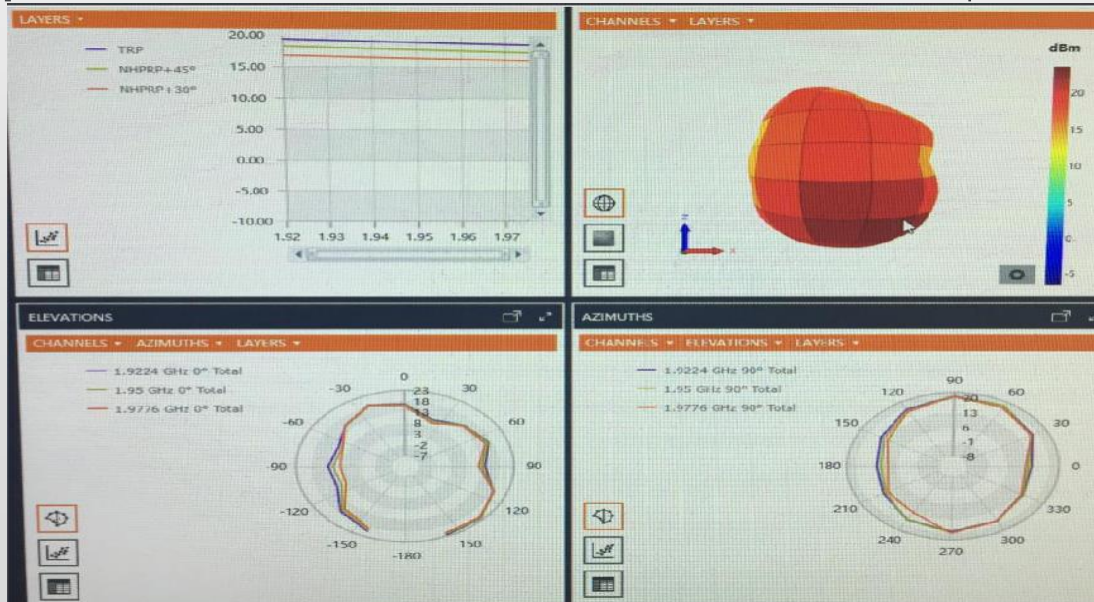 LAYERS
TRP
NHPRP+45°
NHPRP+30°
20.00
15.00
10.00
5.00
0.00
-5.00
-10.00
1.92 1.93 1.94 1.95 1.96 1.97
CHANNELS LAYERS
dBm
20
15
10
5
0
-5
z
x
ELEVATIONS
CHANNELS AZIMUTHS LAYERS
1.9224 GHz 0° Total
1.95 GHz 0° Total
1.9776 GHz 0° Total
0
-30 30
23
18
13
8
3
-2
-7
-60 60
-90 90
-120 120
-150 150
-180
AZIMUTHS
CHANNELS ELEVATIONS LAYERS
1.9224 GHz 90° Total
1.95 GHz 90° Total
1.9776 GHz 90° Total
90
120 60
20
13
6
-1
-8
150 30
180 0
210 330
240 300
270